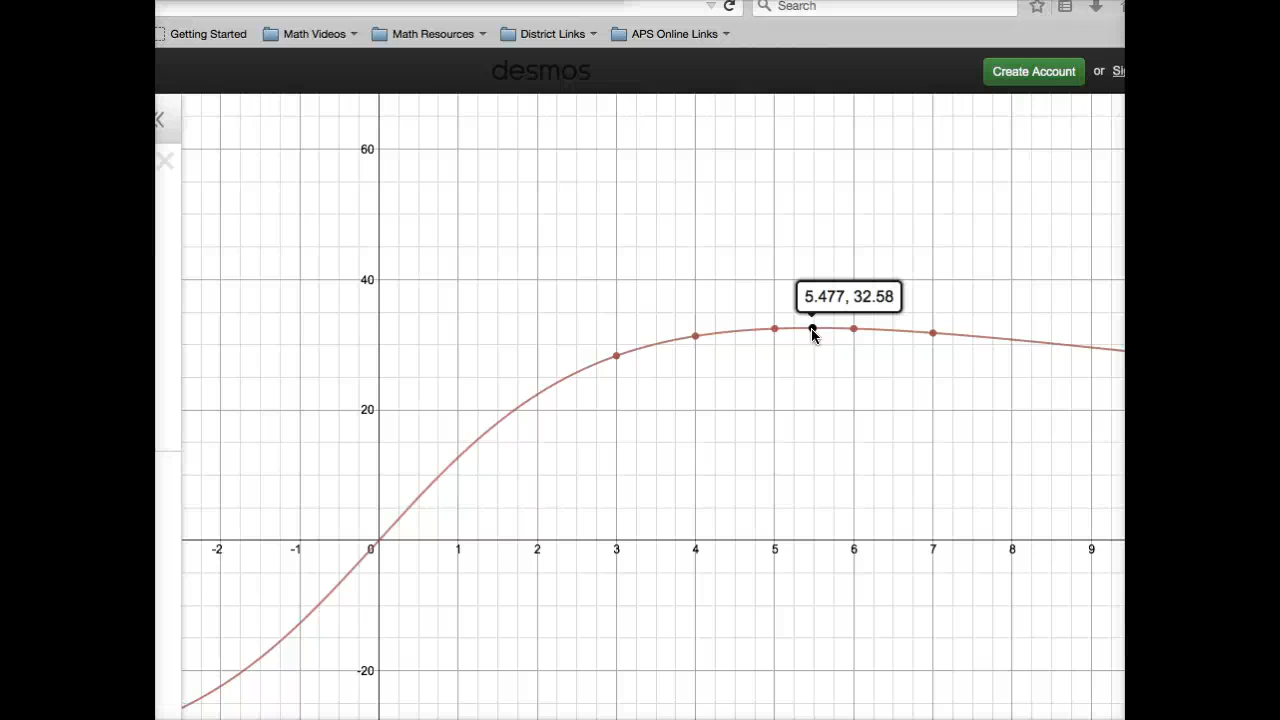 Search
Getting Started Math Videos Math Resources District Links APS Online Links
desmos
Create Account or
60
40
5.477, 32.58
20
-2 -1 0 1 2 3 4 5 6 7 8 9
-20